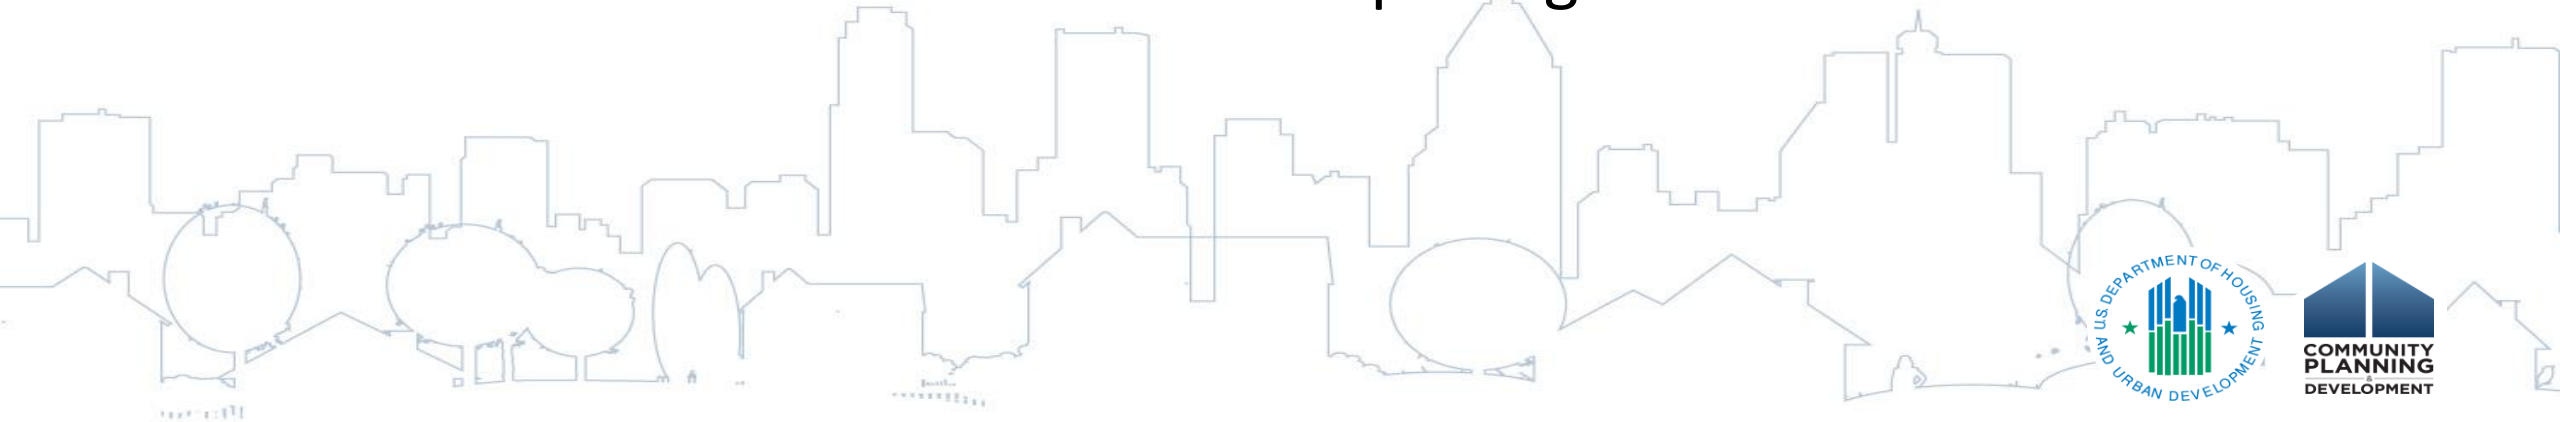 U.S. DEPARTMENT OF HOUSING
AND URBAN DEVELOPMENT
COMMUNITY
PLANNING
&
DEVELOPMENT